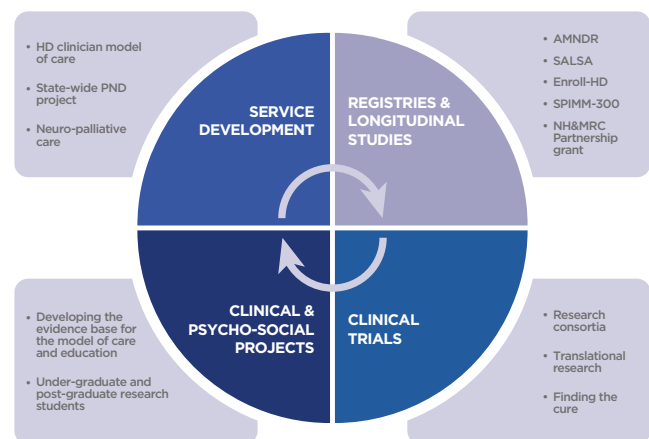 • HD clinician model
of care
• State-wide PND
project
• Neuro-palliative
care
SERVICE
DEVELOPMENT
REGISTRIES &
LONGITUDINAL
STUDIES
• AMNDR
• SALSA
• Enroll-HD
• SPIMM-300
• NH&MRC
Partnership
grant
• Developing the
evidence base for
the model of care
and education
• Under-graduate and
post-graduate research
students
CLINICAL &
PSYCHO-SOCIAL
PROJECTS
CLINICAL
TRIALS
• Research
consortia
• Translational
research
• Finding the
cure